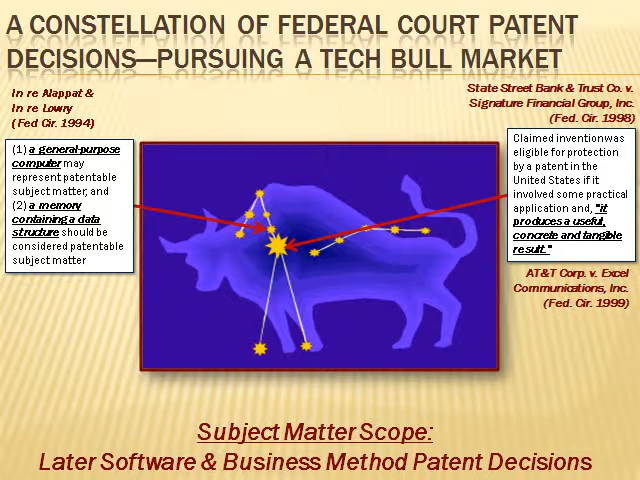 A CONSTELLATION OF FEDERAL COURT PATENT
DECISIONS—PURSUING A TECH BULL MARKET
In re Alappat &
In re Lowry
(Fed Cir. 1994)
(1) a general-purpose
computer may
represent patentable
subject matter; and
(2) a memory
containing a data
structure should be
considered patentable
subject matter
State Street Bank & Trust Co. v.
Signature Financial Group, Inc.
(Fed. Cir. 1998)
Claimed invention was
eligible for protection
by a patent in the
United States if it
involved some practical
application and, "it
produces a useful,
concrete and tangible
result."
AT&T Corp. v. Excel
Communications, Inc.
(Fed. Cir. 1999)
Subject Matter Scope:
Later Software & Business Method Patent Decisions